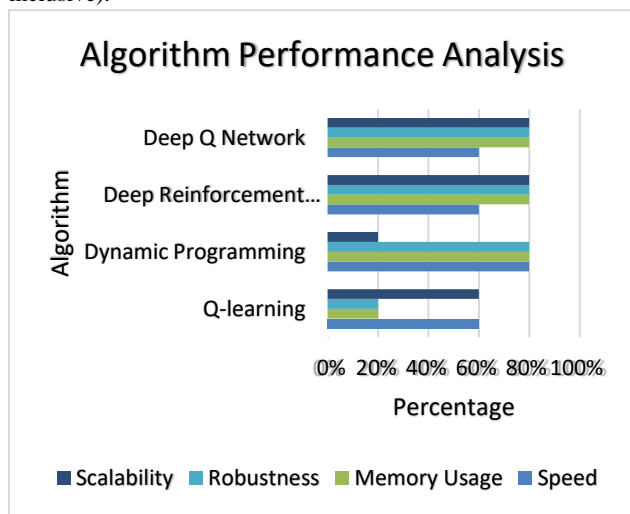 Algorithm Performance Analysis
Deep Q Network
Deep Reinforcement...
Dynamic Programming
Q-learning
Algorithm
0% 20% 40% 60% 80% 100%
Percentage
Scalability Robustness Memory Usage Speed